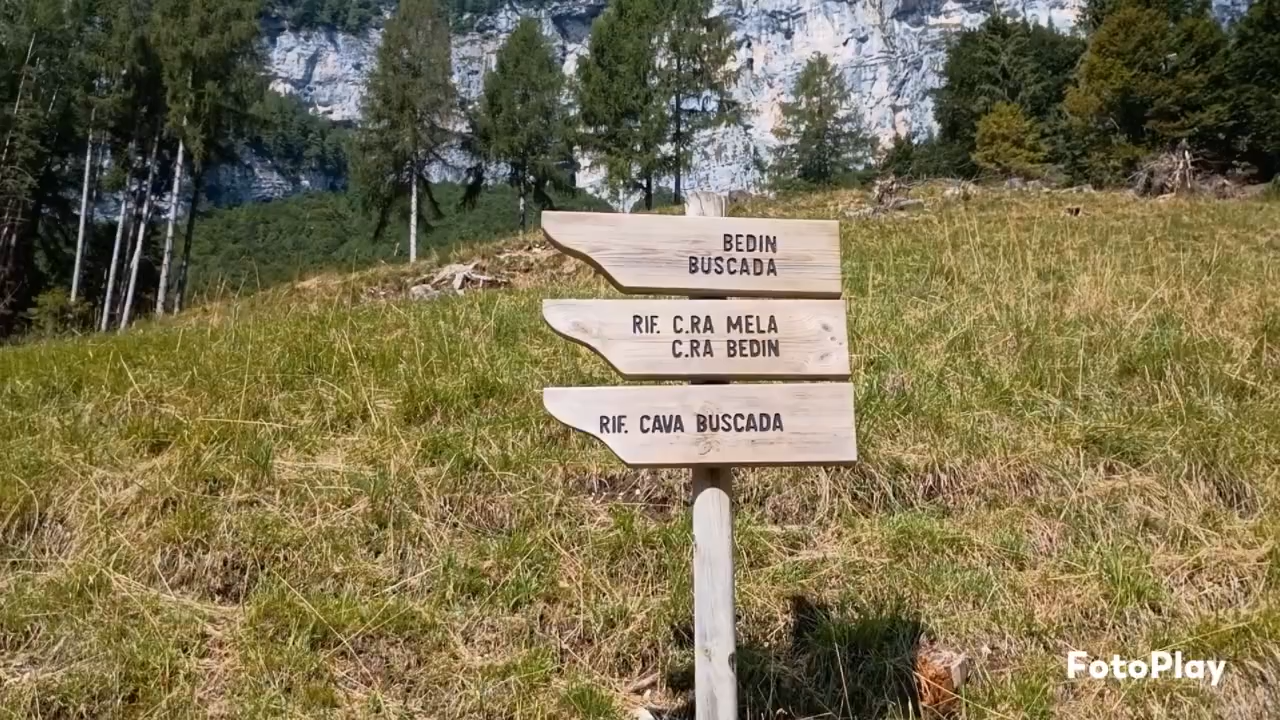 BEDIN
BUSCADA
RIF. C.RA MELA
C.RA BEDIN
RIF. CAVA BUSCADA
FotoPlay